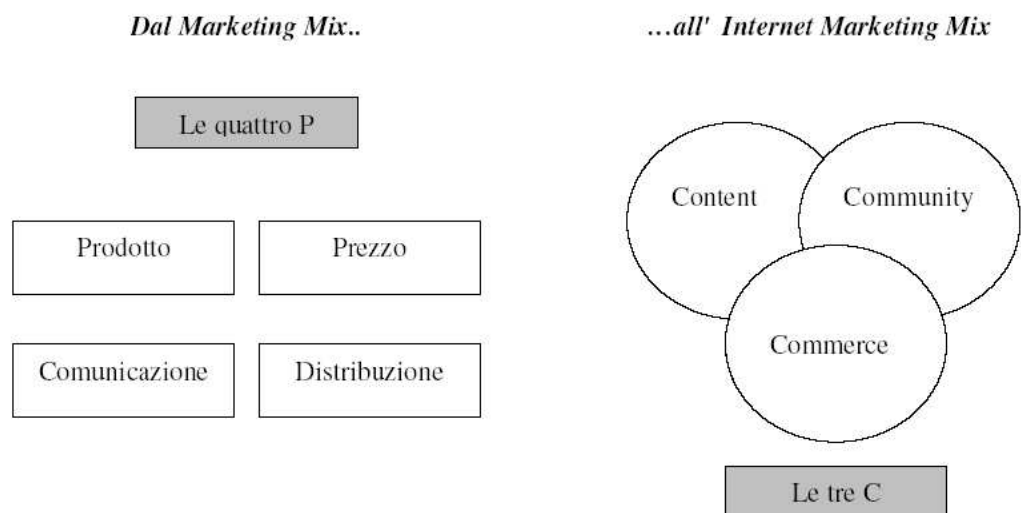 Dal Marketing Mix..
...all' Internet Marketing Mix
Le quattro P
Prodotto
Prezzo
Comunicazione
Distribuzione
Content
Community
Commerce
Le tre C